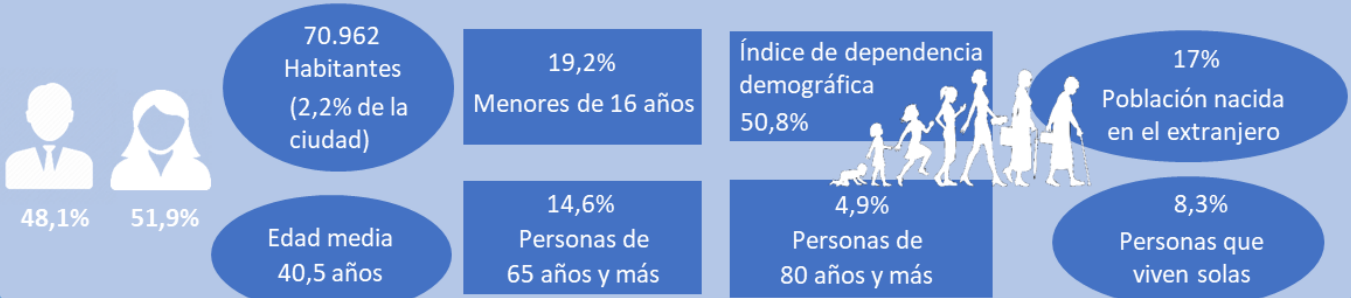 48,1%
51,9%
70.962
Habitantes
(2,2% de la
ciudad)
Edad media
40,5 años
19,2%
Menores de 16 años
14,6%
Personas de
65 años y más
Índice de dependencia
demográfica
50,8%
4,9%
Personas de
80 años y más
17%
Población nacida
en el extranjero
8,3%
Personas que
viven solas